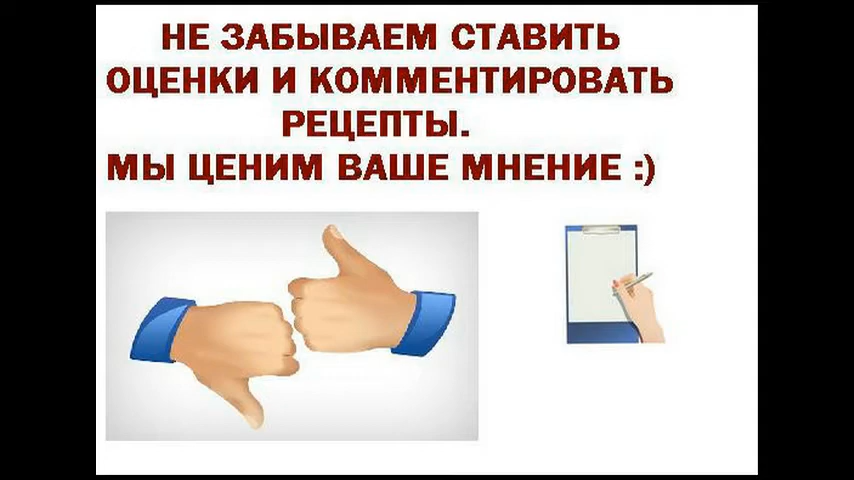 НЕ ЗАБЫВАЕМ СТАВИТЬ
ОЦЕНКИ И КОММЕНТИРОВАТЬ
РЕЦЕПТЫ.
МЫ ЦЕНИМ ВАШЕ МНЕНИЕ :)